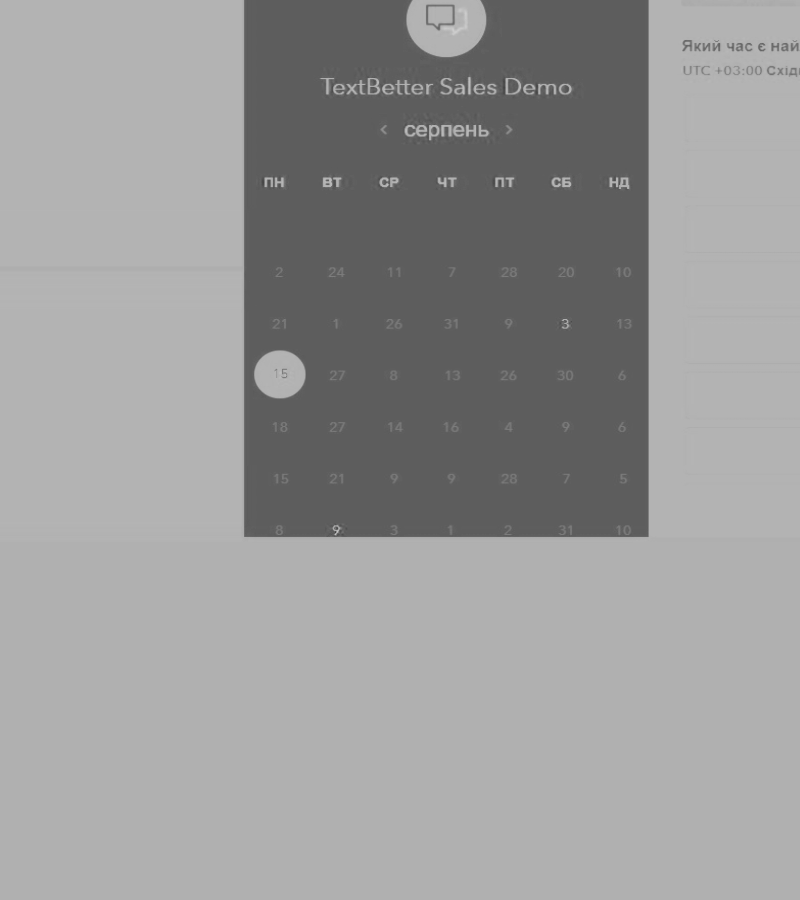 TextBetter Sales Demo
< серпень >
ПН ВТ СР ЧТ ПТ СБ НД
2 24 11 7 28 20 10
21 1 26 31 9 3 13
15 27 8 13 26 30 6
18 27 14 16 4 9 6
15 21 9 9 28 7 5
8 9 3 1 2 31 10
Який час є най
UTC +03:00 Східн